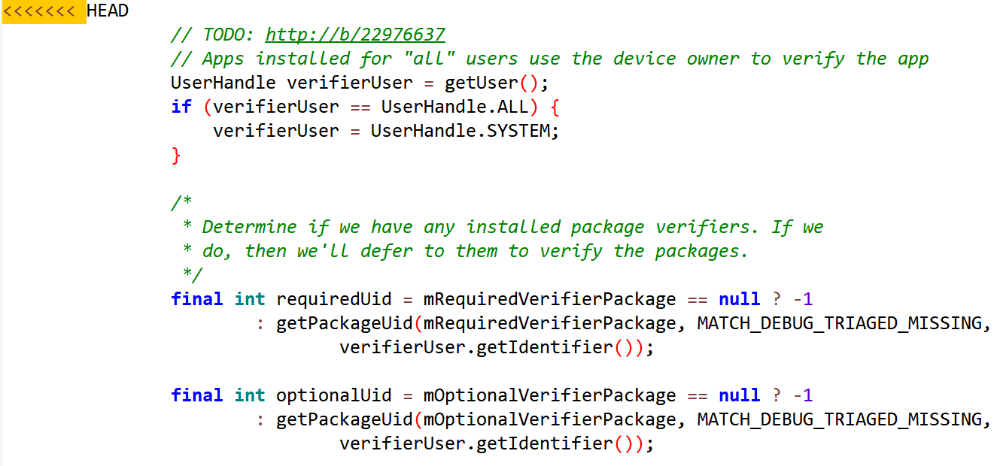 <<<<<<< HEAD
// TODO: http://b/22976637
// Apps installed for "all" users use the device owner to verify the app
UserHandle verifierUser = getUser();
if (verifierUser == UserHandle.ALL) {
verifierUser = UserHandle.SYSTEM;
}
/*
* Determine if we have any installed package verifiers. If we
* do, then we'll defer to them to verify the packages.
*/
final int requiredUid = mRequiredVerifierPackage == null ? -1
: getPackageUid(mRequiredVerifierPackage, MATCH_DEBUG_TRIAGED_MISSING,
verifierUser.getIdentifier());
final int optionalUid = mOptionalVerifierPackage == null ? -1
: getPackageUid(mOptionalVerifierPackage, MATCH_DEBUG_TRIAGED_MISSING,
verifierUser.getIdentifier());